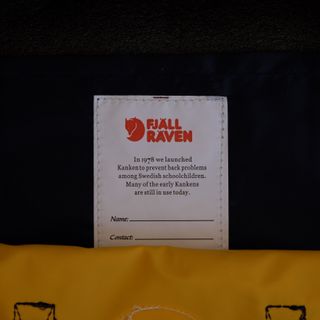 FJÄLL
RÄVEN
In 1978 we launched
Kanken to prevent back problems
among Swedish schoolchildren.
Many of the early Kankens
are still in use today.
Name:
Contact: